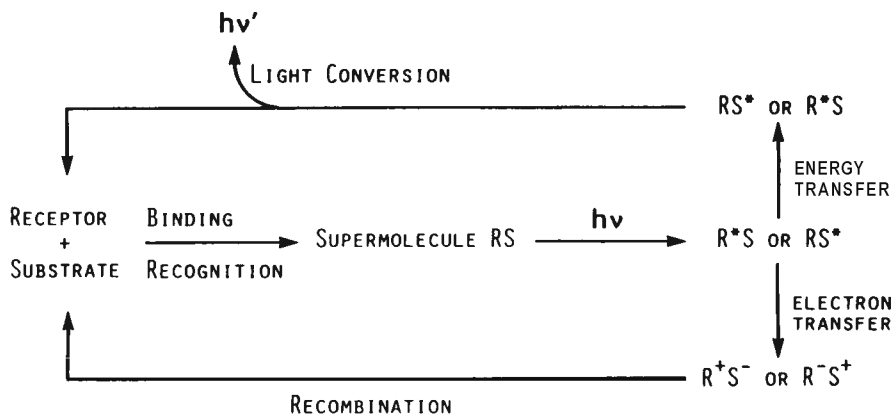 hν'
LIGHT CONVERSION
RS* OR R*S
ENERGY
TRANSFER
RECEPTOR
+
SUBSTRATE
BINDING
RECOGNITION
SUPERMOLECULE RS
hν
R*S OR RS*
ELECTRON
TRANSFER
R⁺S⁻ OR R⁻S⁺
RECOMBINATION